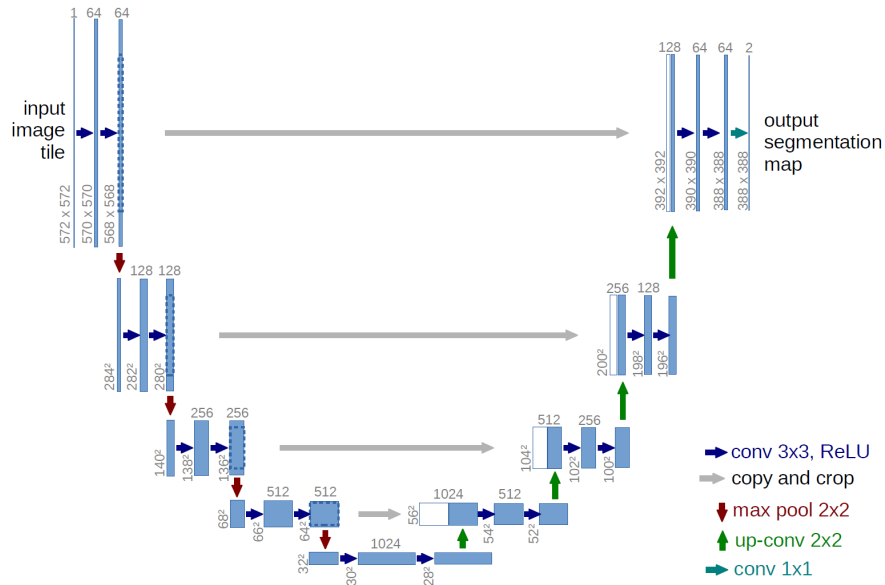 1
64
64
input
image
tile
572 x 572
570 x 570
568 x 568
128
64
64
2
output
segmentation
map
392 x 392
390 x 390
388 x 388
388 x 388
128
128
284²
282²
280²
256
128
200²
198²
196²
256
256
140²
138²
136²
512
256
104²
102²
100²
512
512
68²
66²
64²
1024
512
56²
54²
52²
1024
32²
30²
28²
conv 3x3, ReLU
copy and crop
max pool 2x2
up-conv 2x2
conv 1x1